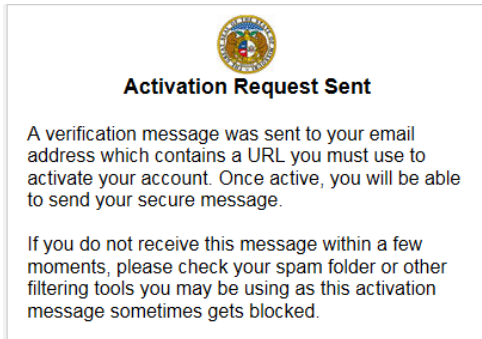 Activation Request Sent
A verification message was sent to your email
address which contains a URL you must use to
activate your account. Once active, you will be able
to send your secure message.
If you do not receive this message within a few
moments, please check your spam folder or other
filtering tools you may be using as this activation
message sometimes gets blocked.